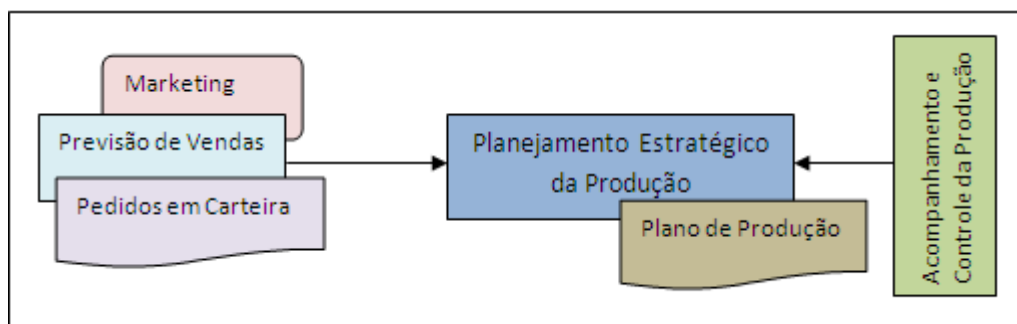 Marketing
Previsão de Vendas
Pedidos em Carteira
Planejamento Estratégico
da Produção
Plano de Produção
Acompanhamento e
Controle da Produção